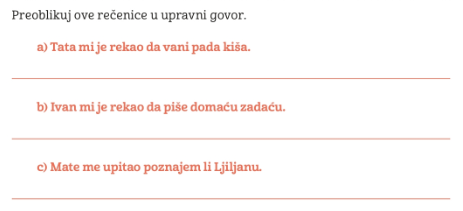 Preoblikuj ove rečenice u upravni govor.
a) Tata mi je rekao da vani pada kiša.
b) Ivan mi je rekao da piše domaću zadaću.
c) Mate me upitao poznajem li Ljiljanu.